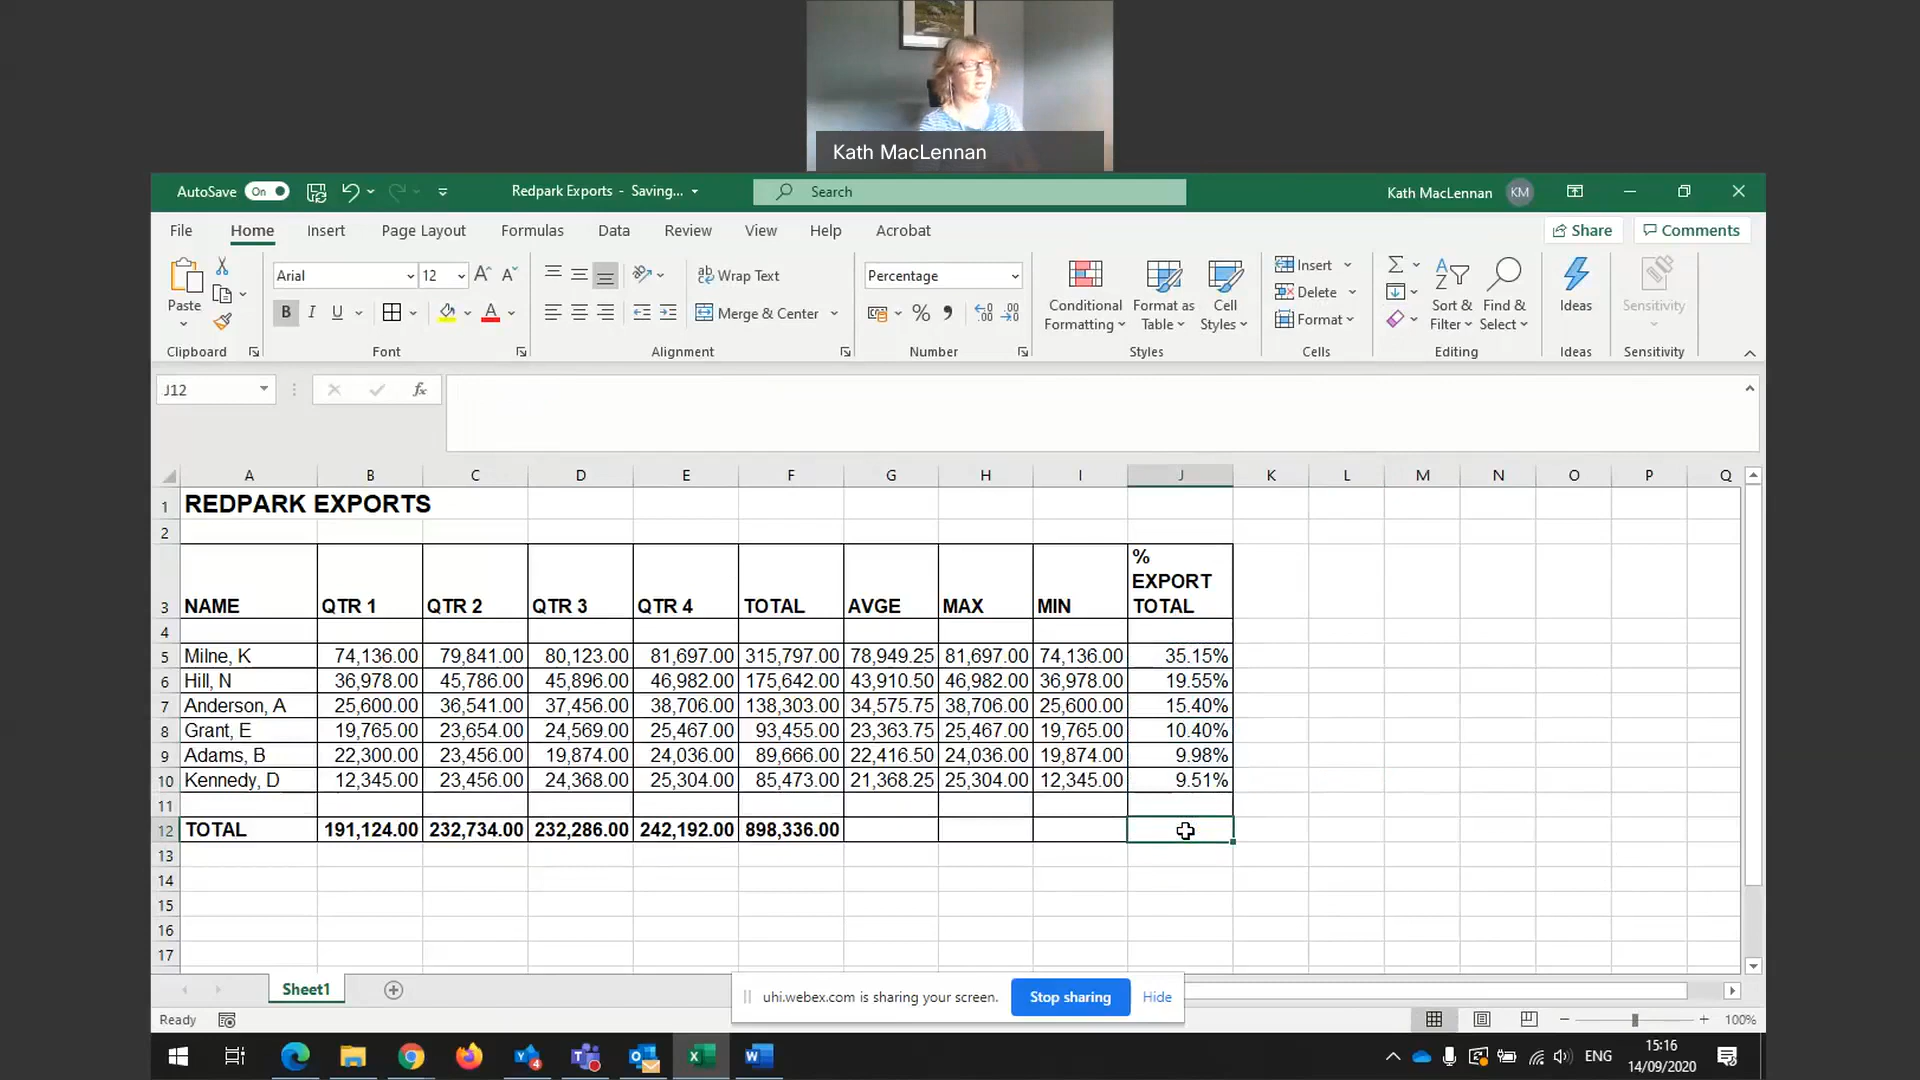 Kath MacLennan
AutoSave On Redpark Exports - Saving... Search Kath MacLennan KM
File Home Insert Page Layout Formulas Data Review View Help Acrobat Share Comments
Paste Arial 12 Wrap Text Percentage Conditional Formatting Format as Table Cell Styles Insert Sort & Filter Find & Select Ideas Sensitivity
B I U Merge & Center % Delete
Format
Clipboard Font Alignment Number Styles Cells Editing Ideas Sensitivity
J12 fx
A B C D E F G H I J K L M N O P Q
1 REDPARK EXPORTS
2
3 NAME QTR 1 QTR 2 QTR 3 QTR 4 TOTAL AVGE MAX MIN % EXPORT TOTAL
4
5 Milne, K 74,136.00 79,841.00 80,123.00 81,697.00 315,797.00 78,949.25 81,697.00 74,136.00 35.15%
6 Hill, N 36,978.00 45,786.00 45,896.00 46,982.00 175,642.00 43,910.50 46,982.00 36,978.00 19.55%
7 Anderson, A 25,600.00 36,541.00 37,456.00 38,706.00 138,303.00 34,575.75 38,706.00 25,600.00 15.40%
8 Grant, E 19,765.00 23,654.00 24,569.00 25,467.00 93,455.00 23,363.75 25,467.00 19,765.00 10.40%
9 Adams, B 22,300.00 23,456.00 19,874.00 24,036.00 89,666.00 22,416.50 24,036.00 19,874.00 9.98%
10 Kennedy, D 12,345.00 23,456.00 24,368.00 25,304.00 85,473.00 21,368.25 25,304.00 12,345.00 9.51%
11
12 TOTAL 191,124.00 232,734.00 232,286.00 242,192.00 898,336.00
13
14
15
16
17
Sheet1
uhi.webex.com is sharing your screen. Stop sharing Hide
Ready 100%
ENG 15:16
14/09/2020